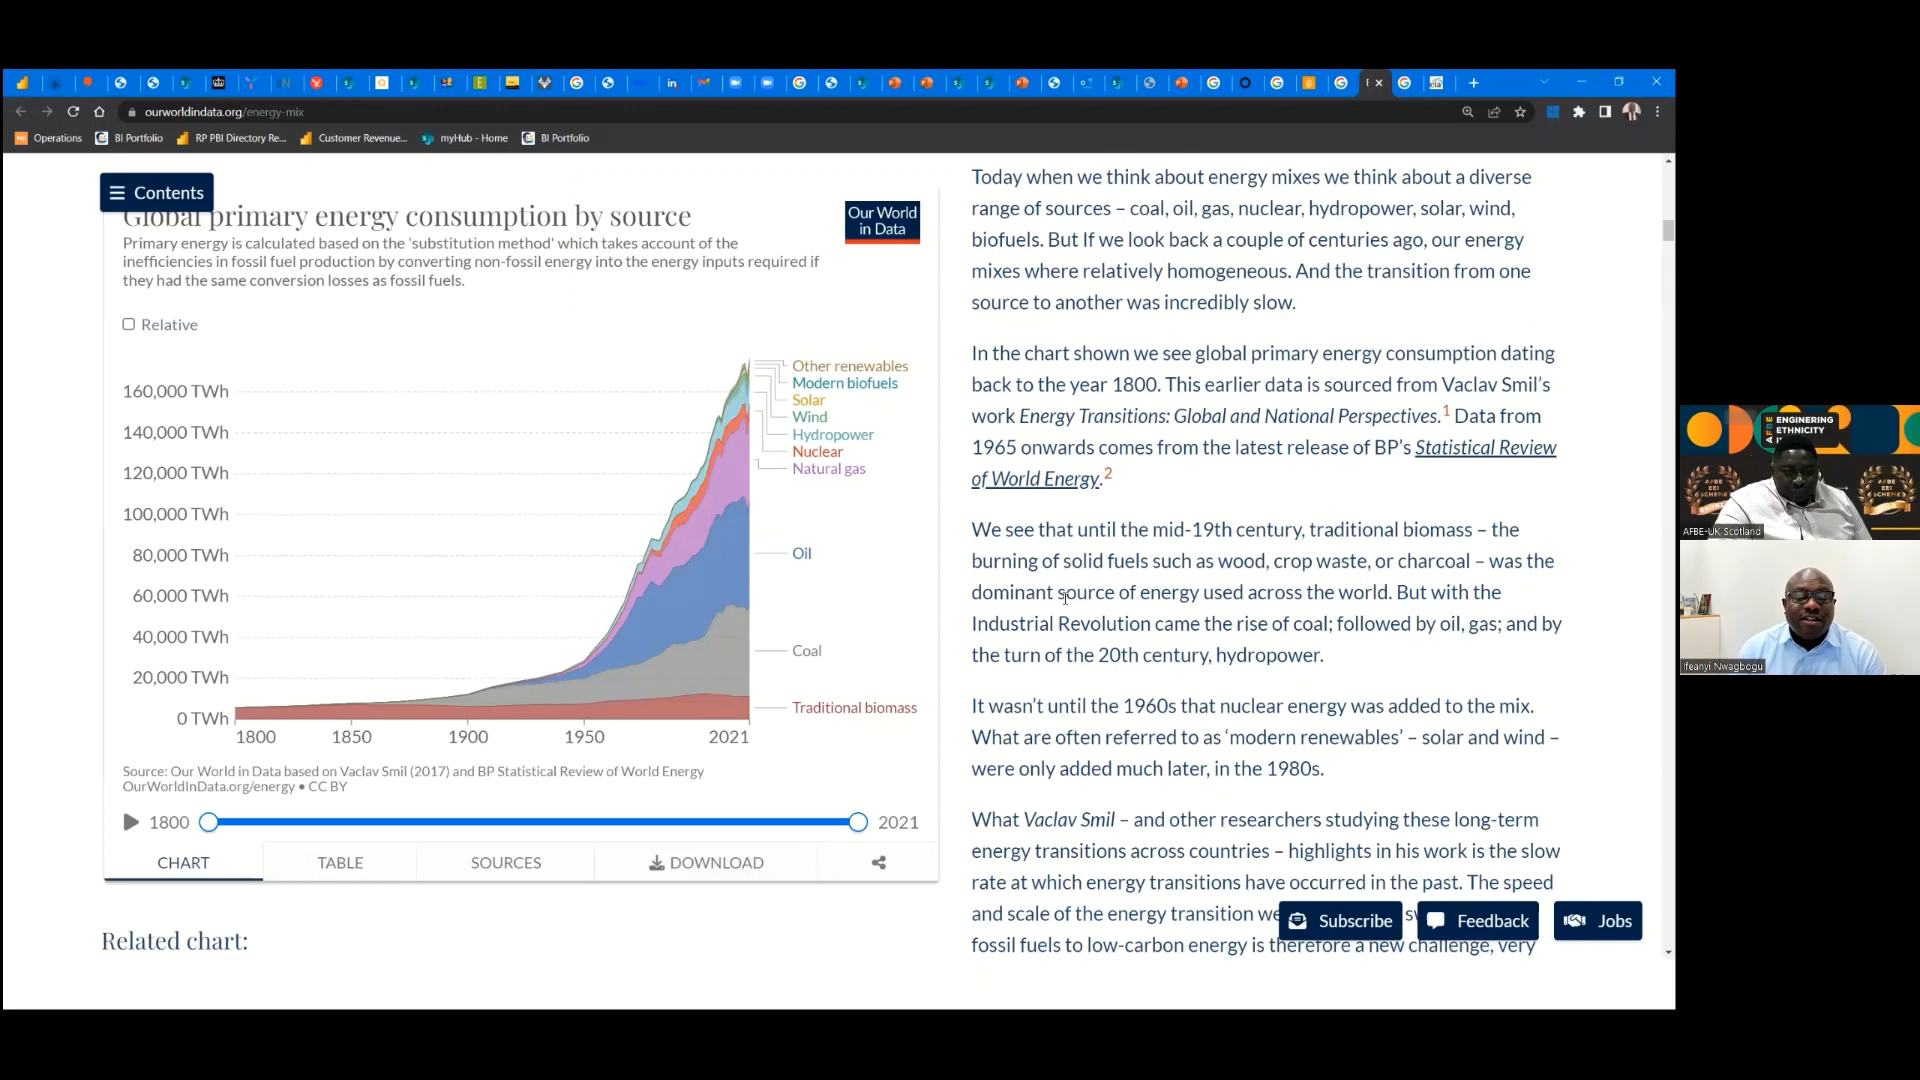 ourworldindata.org/energy-mix
Operations
BI Portfolio
RP PBI Directory Re...
Customer Revenue...
myHub - Home
BI Portfolio
Contents
Global primary energy consumption by source
Our World
in Data
Primary energy is calculated based on the 'substitution method' which takes account of the
inefficiencies in fossil fuel production by converting non-fossil energy into the energy inputs required if
they had the same conversion losses as fossil fuels.
Relative
160,000 TWh
140,000 TWh
120,000 TWh
100,000 TWh
80,000 TWh
60,000 TWh
40,000 TWh
20,000 TWh
0 TWh
1800
1850
1900
1950
2021
Other renewables
Modern biofuels
Solar
Wind
Hydropower
Nuclear
Natural gas
Oil
Coal
Traditional biomass
Source: Our World in Data based on Vaclav Smil (2017) and BP Statistical Review of World Energy
OurWorldInData.org/energy • CC BY
1800
2021
CHART
TABLE
SOURCES
DOWNLOAD
Related chart:
Today when we think about energy mixes we think about a diverse
range of sources – coal, oil, gas, nuclear, hydropower, solar, wind,
biofuels. But If we look back a couple of centuries ago, our energy
mixes where relatively homogeneous. And the transition from one
source to another was incredibly slow.
In the chart shown we see global primary energy consumption dating
back to the year 1800. This earlier data is sourced from Vaclav Smil's
work Energy Transitions: Global and National Perspectives.1 Data from
1965 onwards comes from the latest release of BP's Statistical Review
of World Energy.2
We see that until the mid-19th century, traditional biomass – the
burning of solid fuels such as wood, crop waste, or charcoal – was the
dominant source of energy used across the world. But with the
Industrial Revolution came the rise of coal; followed by oil, gas; and by
the turn of the 20th century, hydropower.
It wasn't until the 1960s that nuclear energy was added to the mix.
What are often referred to as 'modern renewables' – solar and wind –
were only added much later, in the 1980s.
What Vaclav Smil – and other researchers studying these long-term
energy transitions across countries – highlights in his work is the slow
rate at which energy transitions have occurred in the past. The speed
and scale of the energy transition we
fossil fuels to low-carbon energy is therefore a new challenge, very
Subscribe
Feedback
Jobs
AFBE
ENGINERING
ETHNICITY
AFBE
EEI
SCHEME
AFBE
EEI
SCHEME
AFBE-UK Scotland
Ifeanyi Nwagbogu